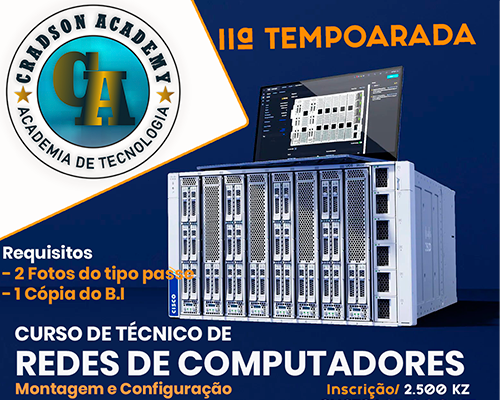 CRADSON ACADEMY
CA
ACADEMIA DE TECNOLOGIA
11ª TEMPOARADA
Requisitos
- 2 Fotos do tipo passe
- 1 Cópia do B.I
CISCO
CURSO DE TÉCNICO DE
REDES DE COMPUTADORES
Montagem e Configuração
Inscrição/ 2.500 KZ